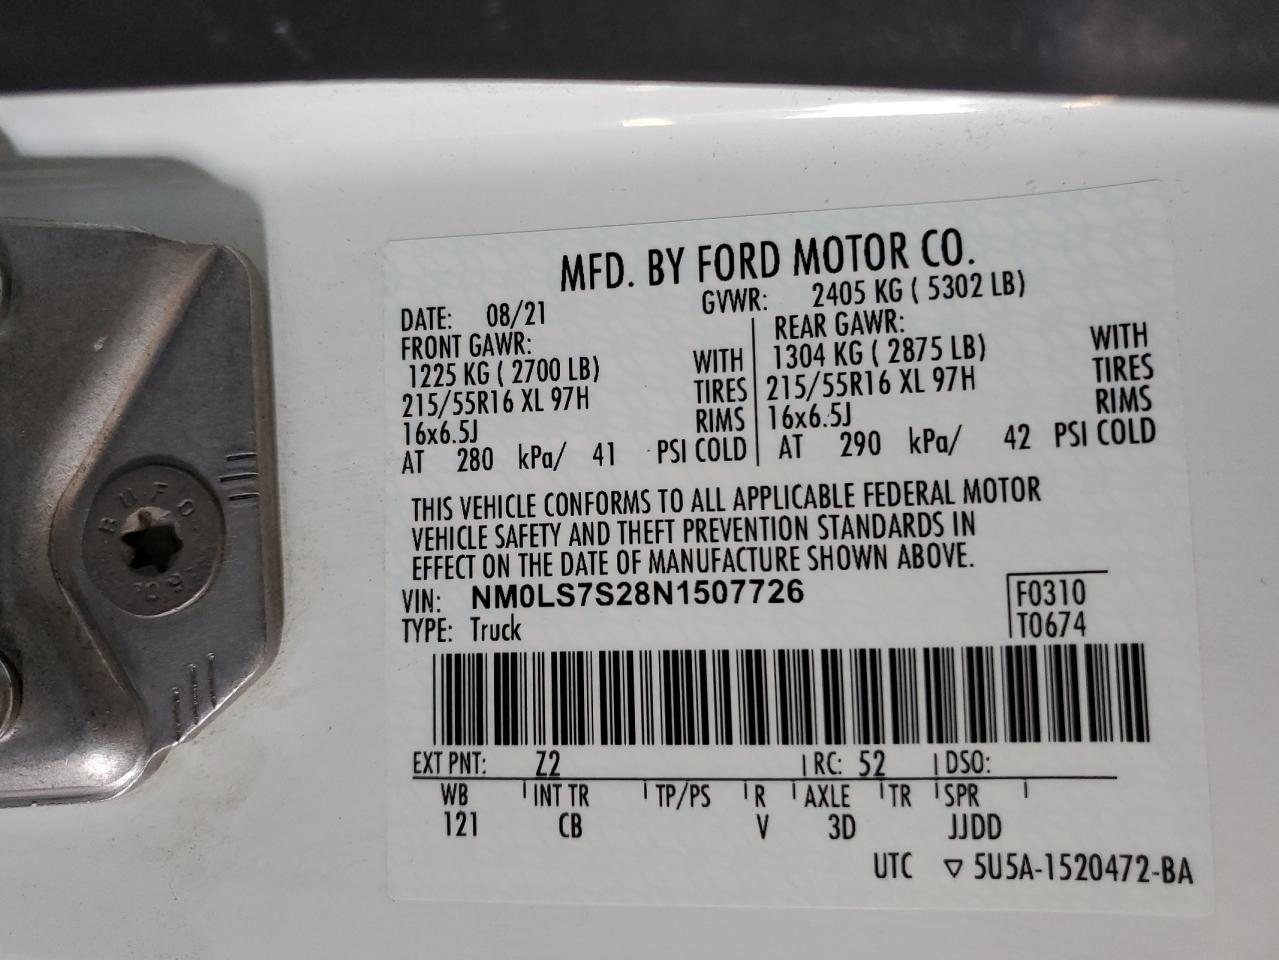 MFD. BY FORD MOTOR CO.
DATE: 08/21 GVWR: 2405 KG ( 5302 LB)
FRONT GAWR: REAR GAWR:
1225 KG ( 2700 LB) WITH 1304 KG ( 2875 LB) WITH
215/55R16 XL 97H TIRES 215/55R16 XL 97H TIRES
16x6.5J RIMS 16x6.5J RIMS
AT 280 kPa/ 41 PSI COLD AT 290 kPa/ 42 PSI COLD
THIS VEHICLE CONFORMS TO ALL APPLICABLE FEDERAL MOTOR
VEHICLE SAFETY AND THEFT PREVENTION STANDARDS IN
EFFECT ON THE DATE OF MANUFACTURE SHOWN ABOVE.
VIN: NM0LS7S28N1507726 F0310
TYPE: Truck T0674
EXT PNT: Z2 RC: 52 DSO:
WB INT TR TP/PS R AXLE TR SPR
121 CB V 3D JJDD
UTC ▽ 5U5A-1520472-BA
BUFO
10.9